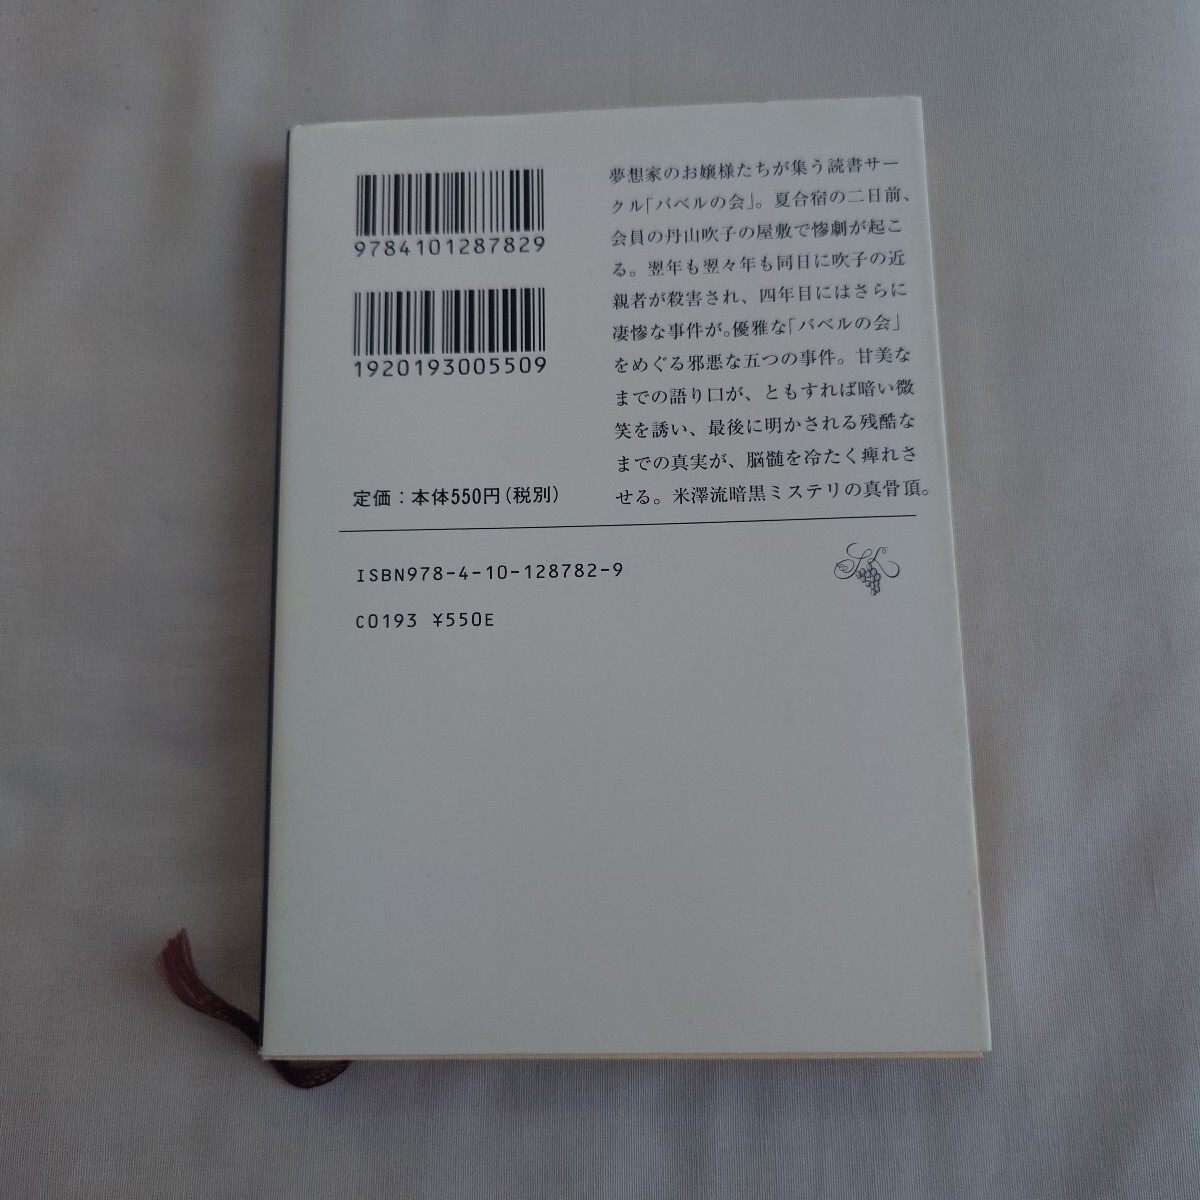 9784101287829
1920193005509
定価：本体550円（税別）
ISBN978-4-10-128782-9
C0193 ¥550E
夢想家のお嬢様たちが集う読書サー
クル「バベルの会」。夏合宿の二日前、
会員の丹山吹子の屋敷で惨劇が起こ
る。翌年も翌々年も同日に吹子の近
親者が殺害され、四年目にはさらに
凄惨な事件が。優雅な「バベルの会」
をめぐる邪悪な五つの事件。甘美な
までの語り口が、ともすれば暗い微
笑を誘い、最後に明かされる残酷な
までの真実が、脳髄を冷たく痺れさ
せる。米澤流暗黒ミステリの真骨頂。